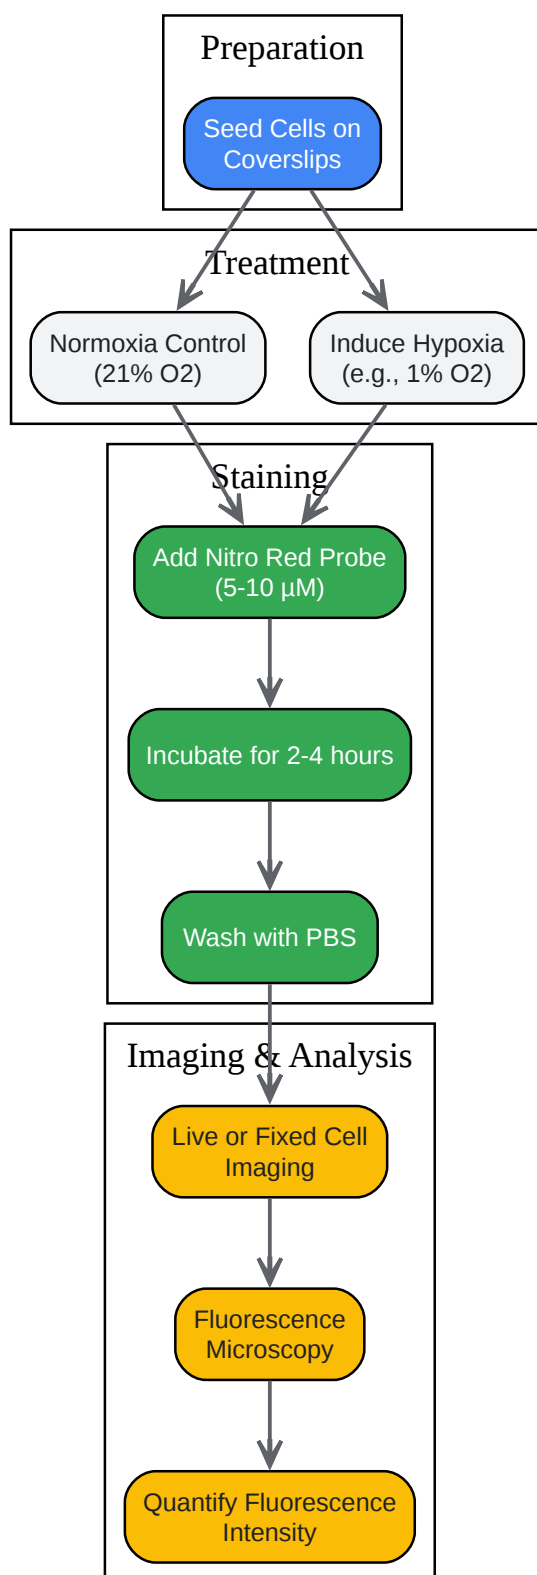 Preparation
Seed Cells on
Coverslips
Treatment
Normoxia Control
(21% O2)
Induce Hypoxia
(e.g., 1% O2)
Staining
Add Nitro Red Probe
(5-10 µM)
Incubate for 2-4 hours
Wash with PBS
Imaging & Analysis
Live or Fixed Cell
Imaging
Fluorescence
Microscopy
Quantify Fluorescence
Intensity